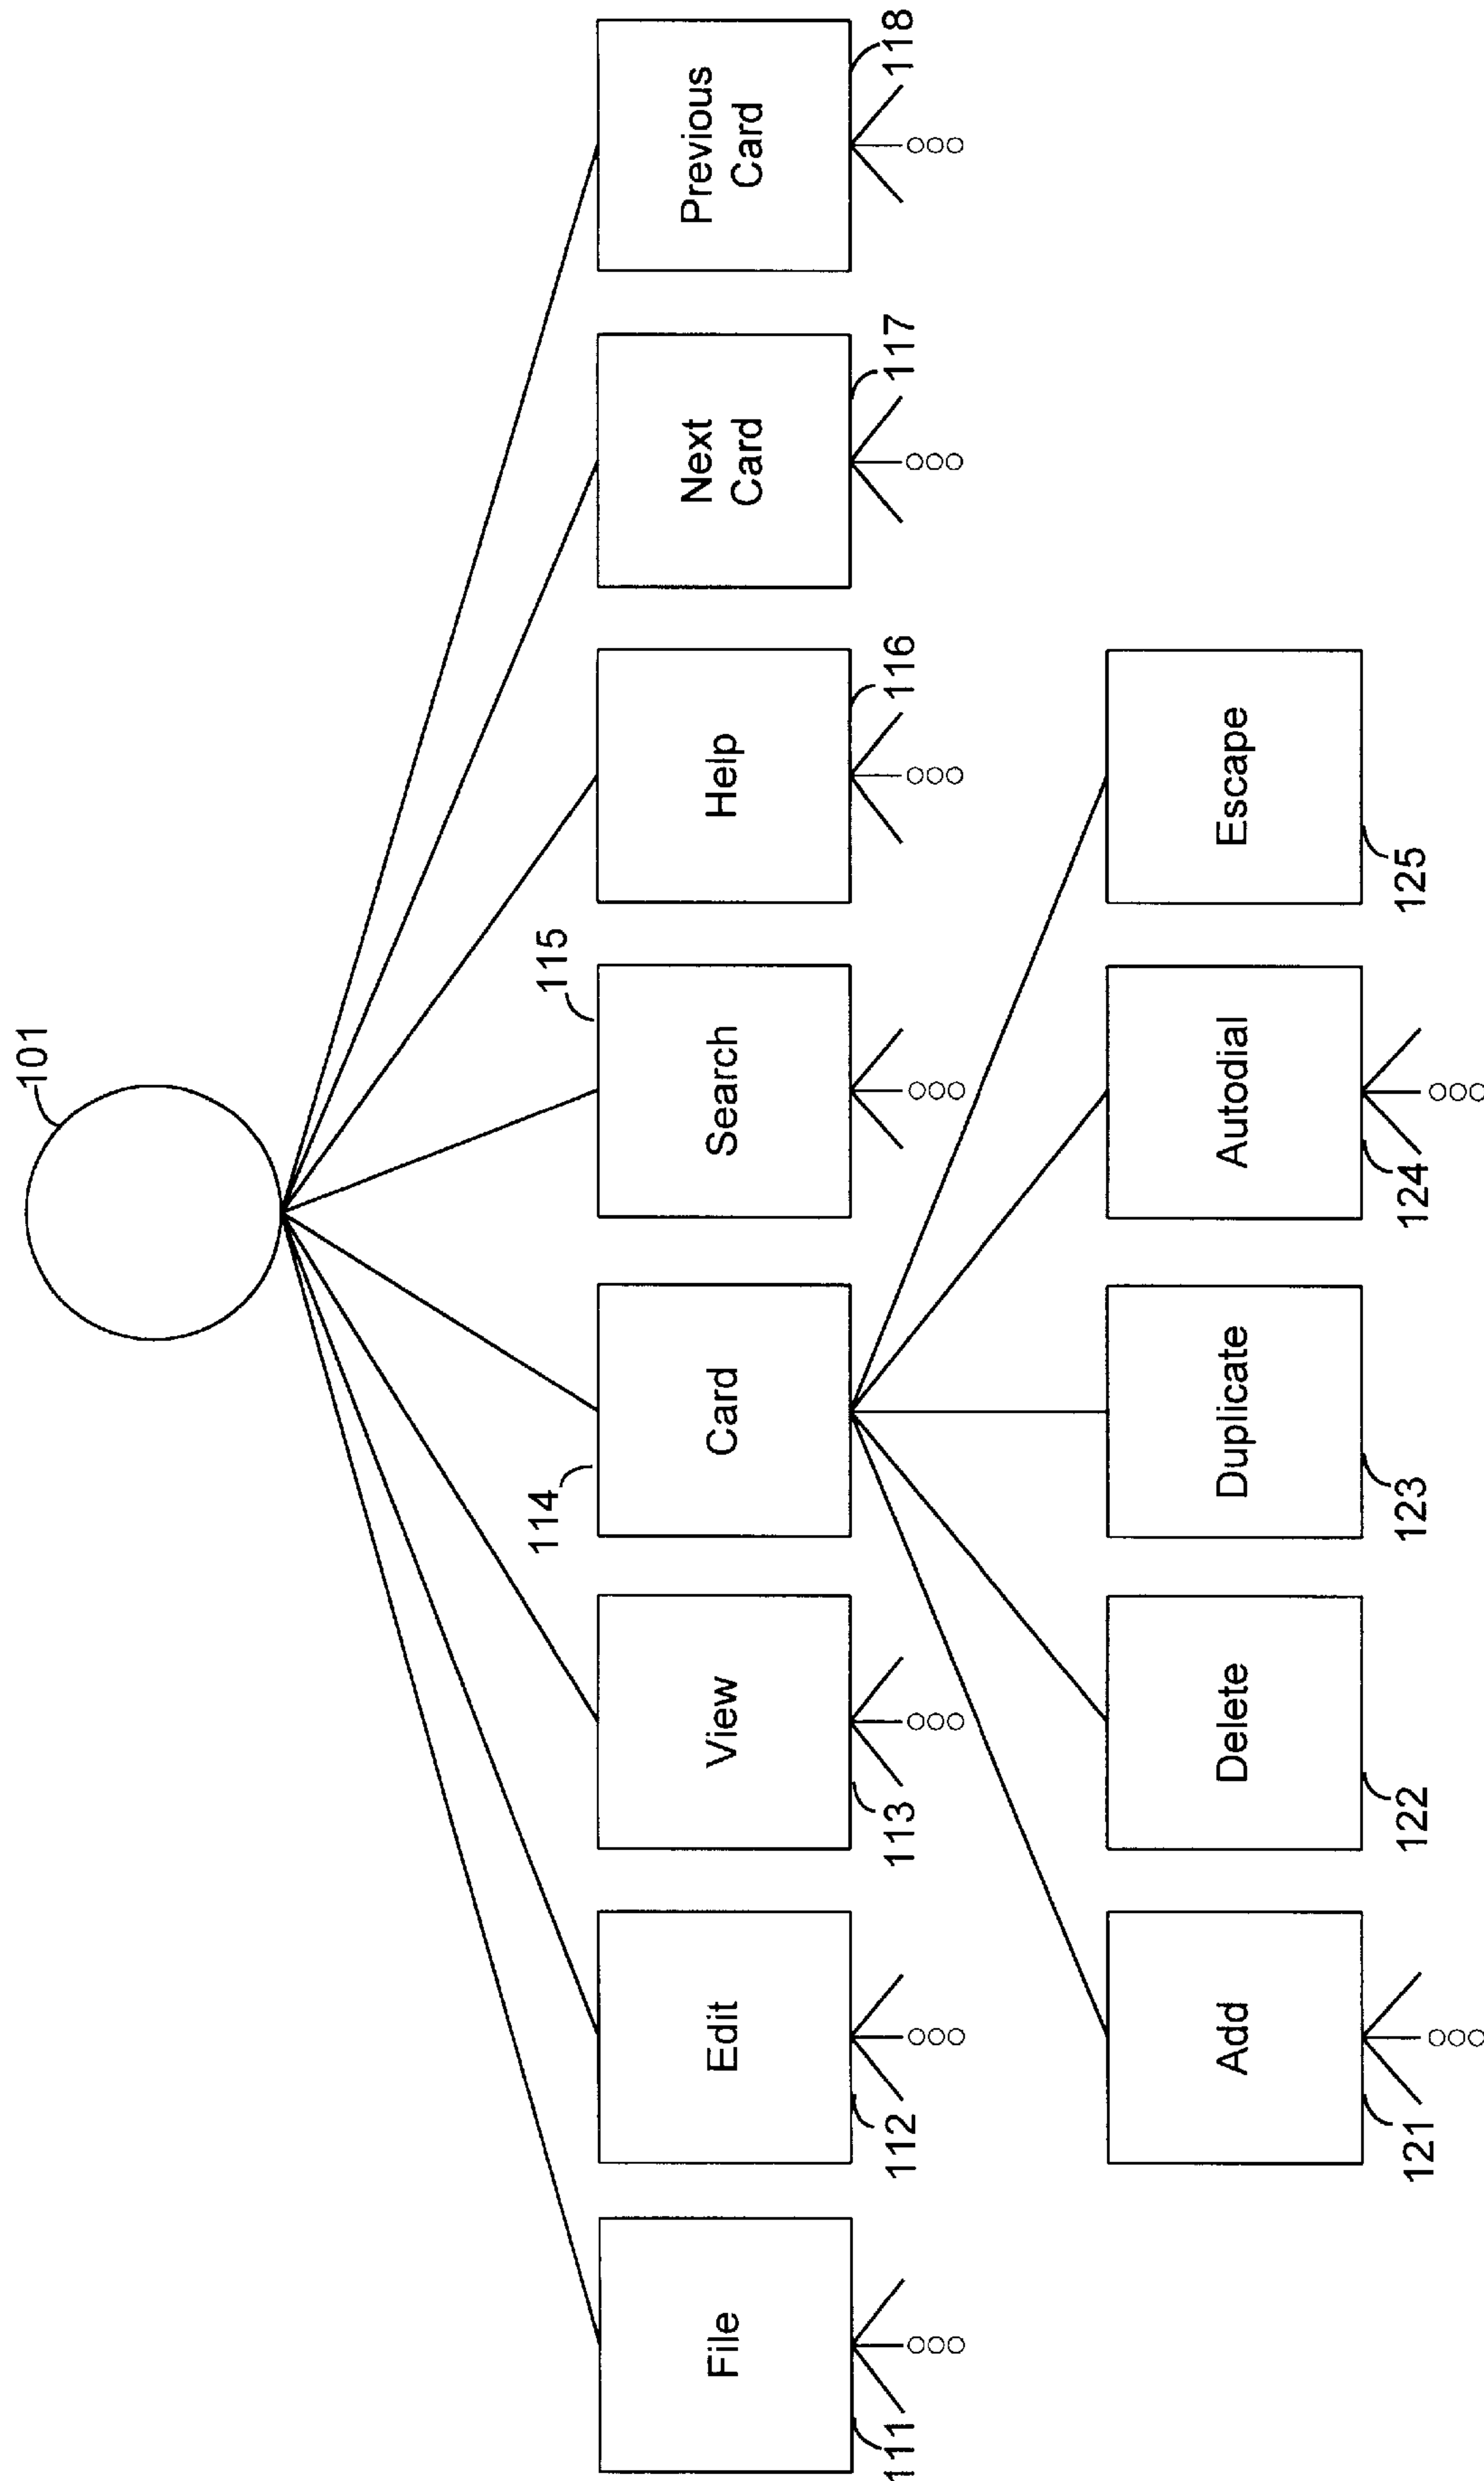 101
File
Edit
View
Card
Search
Help
Next
Card
Previous
Card
111
112
113
114
115
116
117
118
Add
Delete
Duplicate
Autodial
Escape
121
122
123
124
125